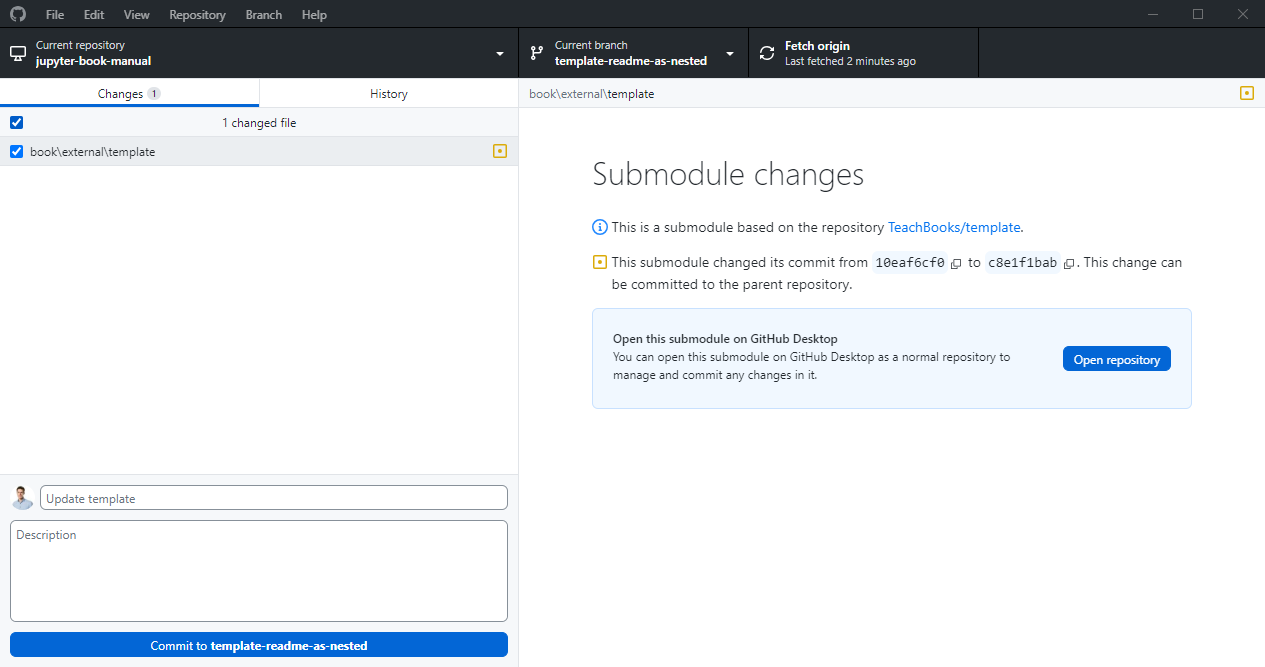 File Edit View Repository Branch Help
Current repository
jupyter-book-manual
Current branch
template-readme-as-nested
Fetch origin
Last fetched 2 minutes ago
Changes 1
History
1 changed file
book\external\template
book\external\template
Submodule changes
This is a submodule based on the repository TeachBooks/template.
This submodule changed its commit from 10eaf6cf0 to c8e1f1bab. This change can
be committed to the parent repository.
Open this submodule on GitHub Desktop
You can open this submodule on GitHub Desktop as a normal repository to
manage and commit any changes in it.
Open repository
Update template
Description
Commit to template-readme-as-nested